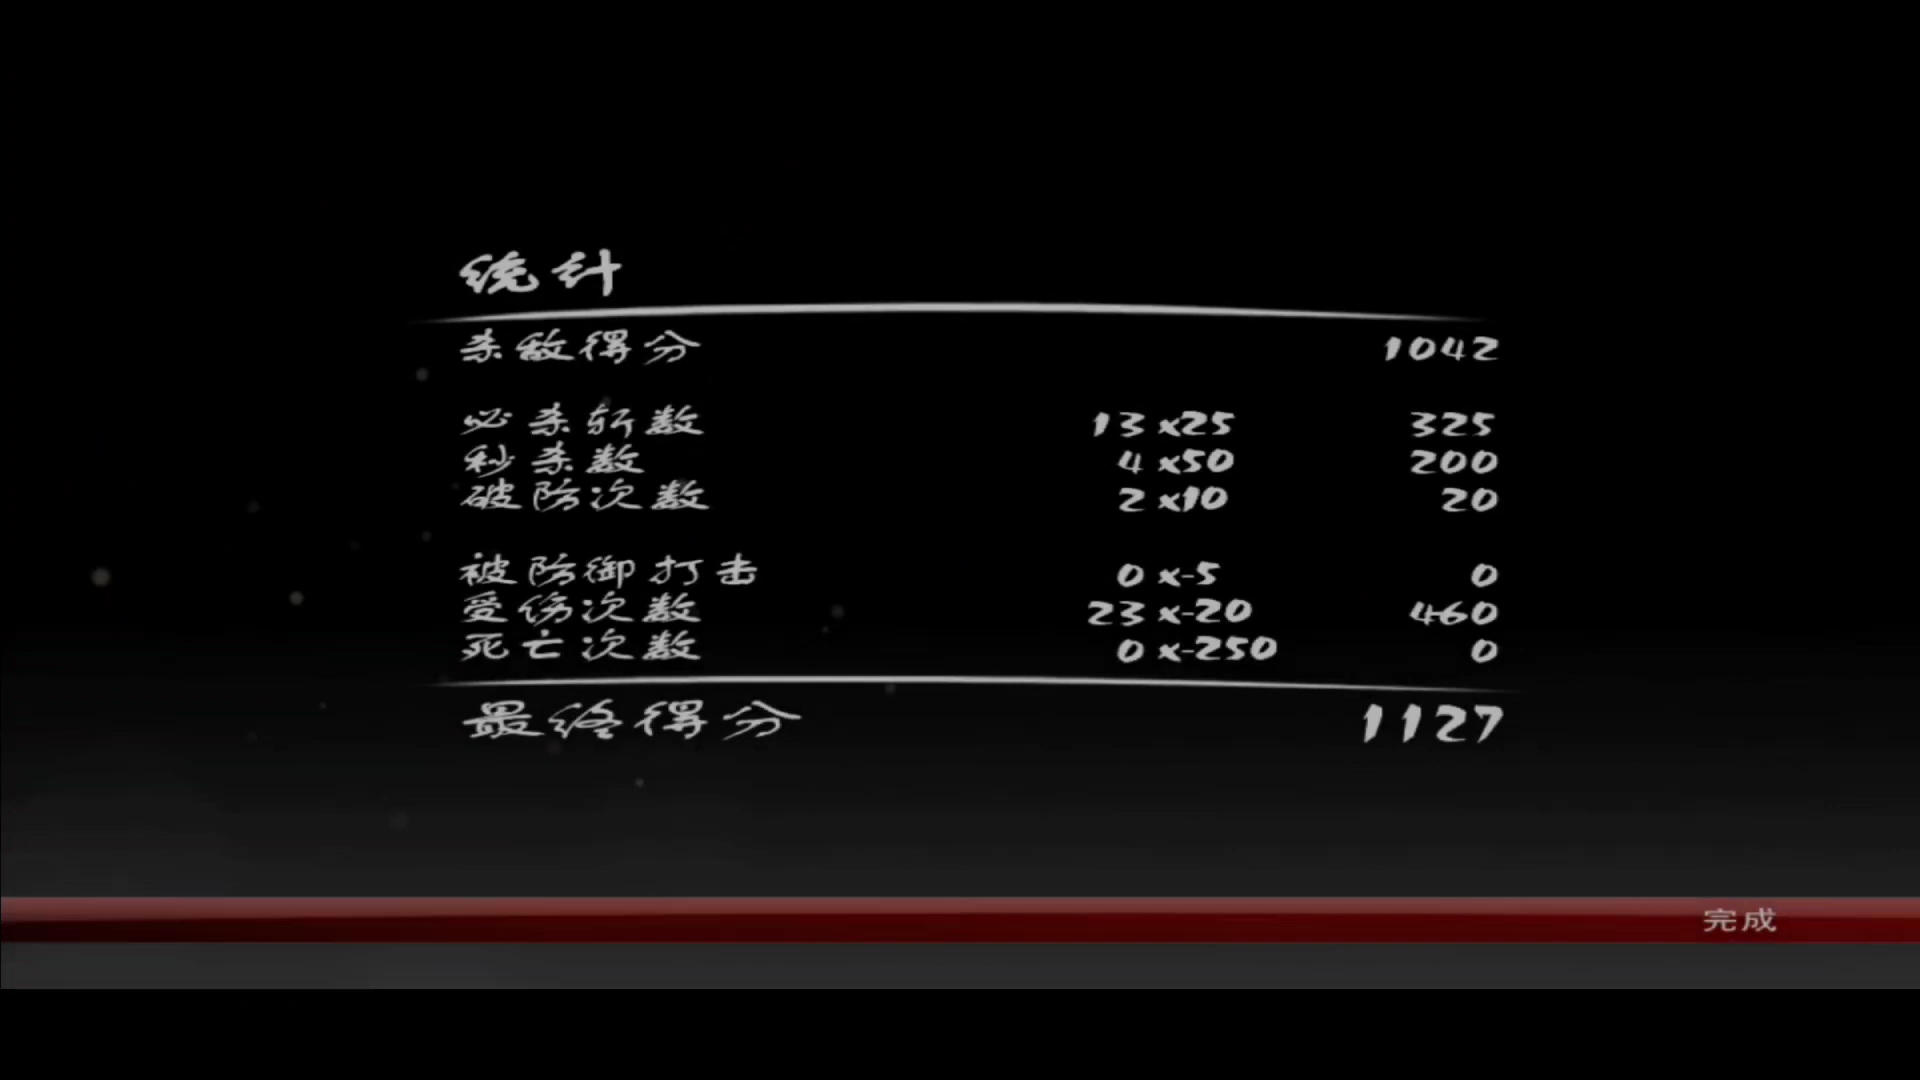 统计
杀敌得分 1042
必杀斩数 13 x25 325
秒杀数 4 x50 200
破防次数 2 x10 20
被防御打击 0 x-5 0
受伤次数 23 x-20 460
死亡次数 0 x-250 0
最终得分 1127
完成